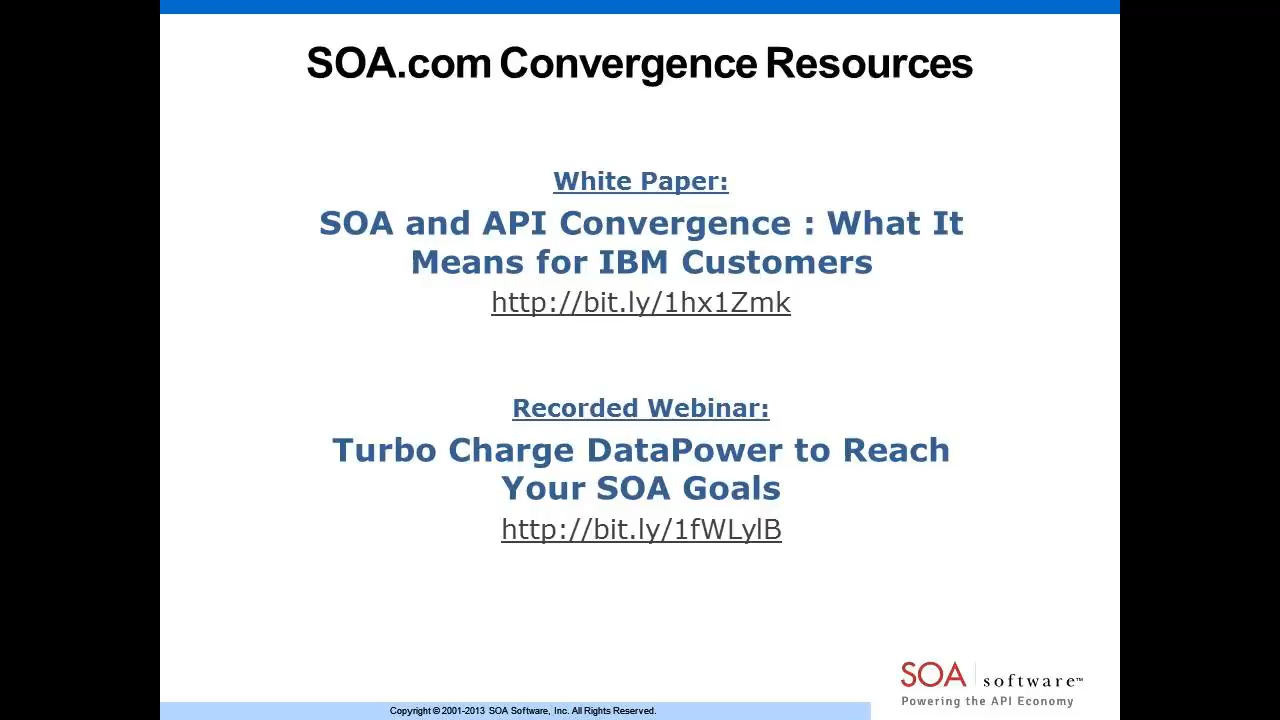 SOA.com Convergence Resources
White Paper:
SOA and API Convergence : What It
Means for IBM Customers
http://bit.ly/1hx1Zmk
Recorded Webinar:
Turbo Charge DataPower to Reach
Your SOA Goals
http://bit.ly/1fWLylB
SOA software™
Powering the API Economy
Copyright © 2001-2013 SOA Software, Inc. All Rights Reserved.